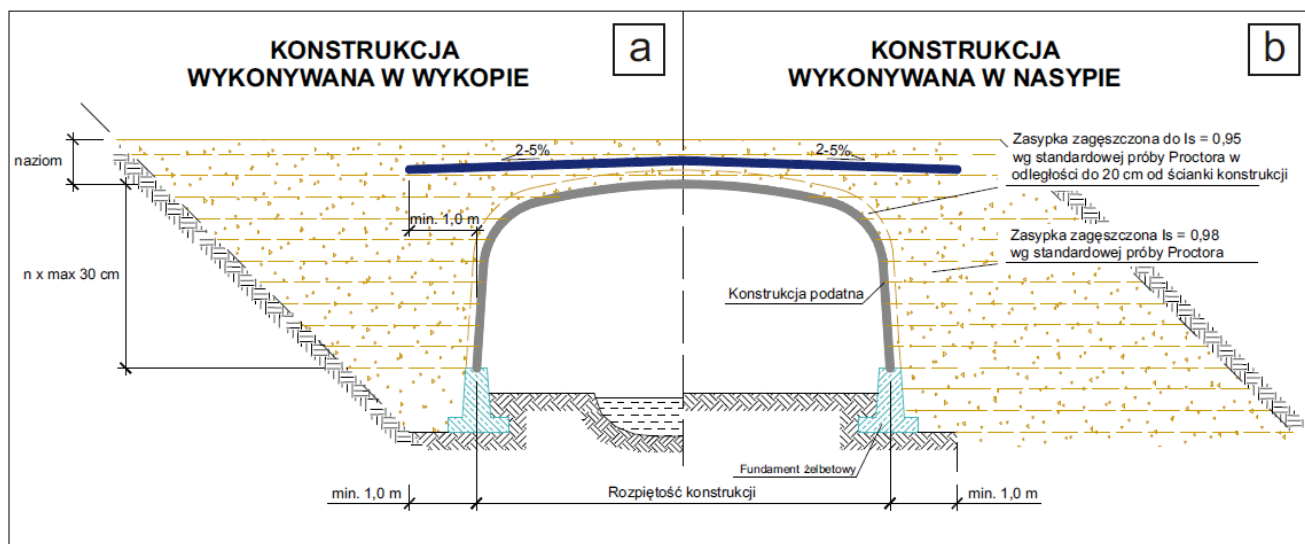 KONSTRUKCJA
WYKONYWANA W WYKOPIE
a
KONSTRUKCJA
WYKONYWANA W NASYPIE
b
naziom
2-5%
2-5%
Zasypka zagęszczona do Is = 0,95
wg standardowej próby Proctora w
odległości do 20 cm od ścianki konstrukcji
min. 1,0 m
Zasypka zagęszczona Is = 0,98
wg standardowej próby Proctora
n x max 30 cm
Konstrukcja podatna
Fundament żelbetowy
min. 1,0 m
Rozpiętość konstrukcji
min. 1,0 m